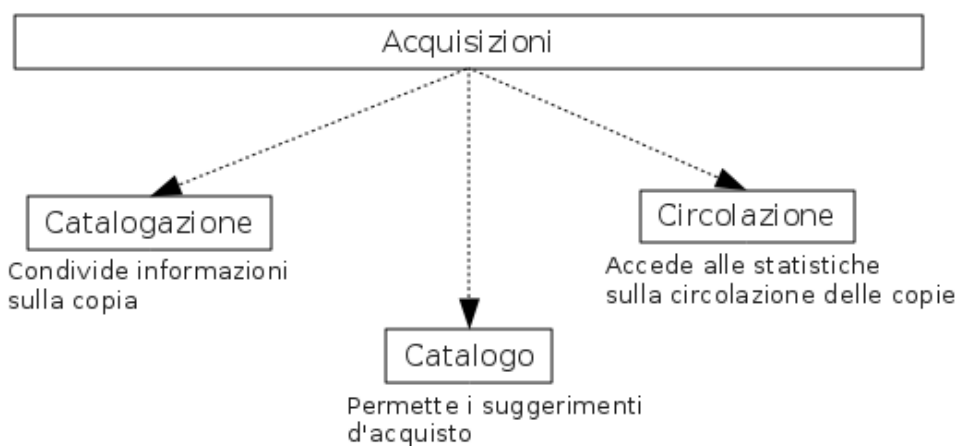 Acquisizioni
Catalogazione
Condivide informazioni
sulla copia
Catalogo
Permette i suggerimenti
d'acquisto
Circolazione
Accede alle statistiche
sulla circolazione delle copie